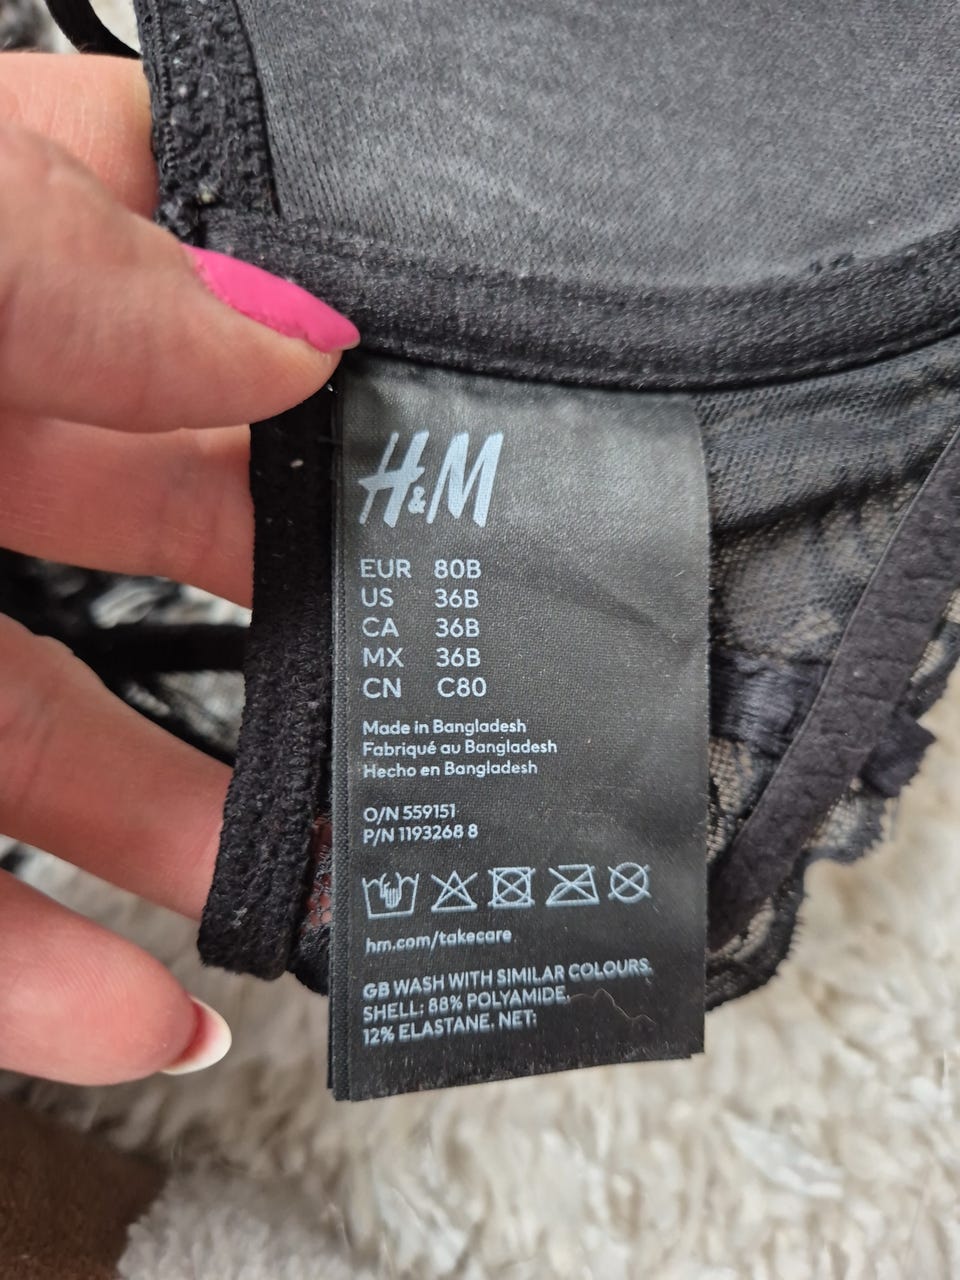 H&M
EUR 80B
US 36B
CA 36B
MX 36B
CN C80
Made in Bangladesh
Fabriqué au Bangladesh
Hecho en Bangladesh
O/N 559151
P/N 1193268 8
hm.com/takecare
GB WASH WITH SIMILAR COLOURS.
SHELL: 88% POLYAMIDE,
12% ELASTANE. NET: